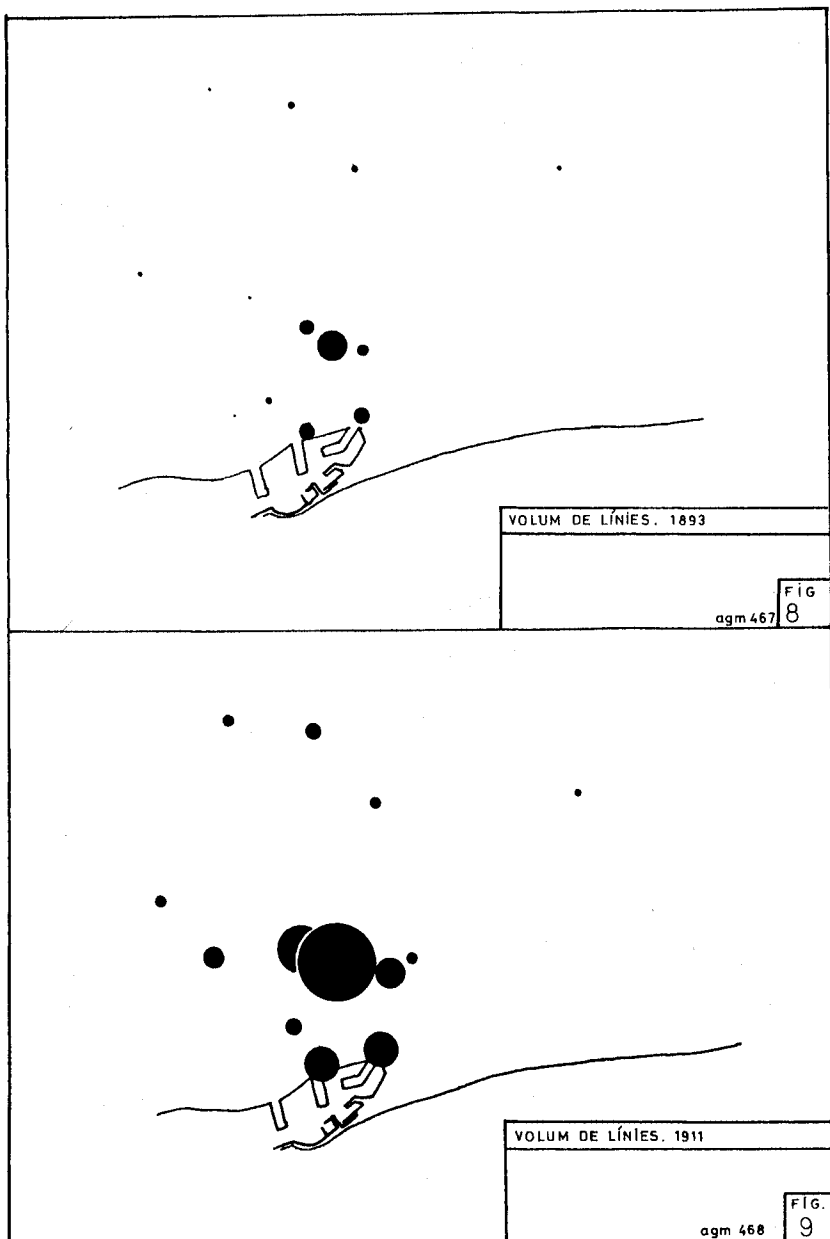 VOLUM DE LÍNIES. 1893
FIG
agm 467 8
VOLUM DE LÍNIES. 1911
FIG.
agm 468 9